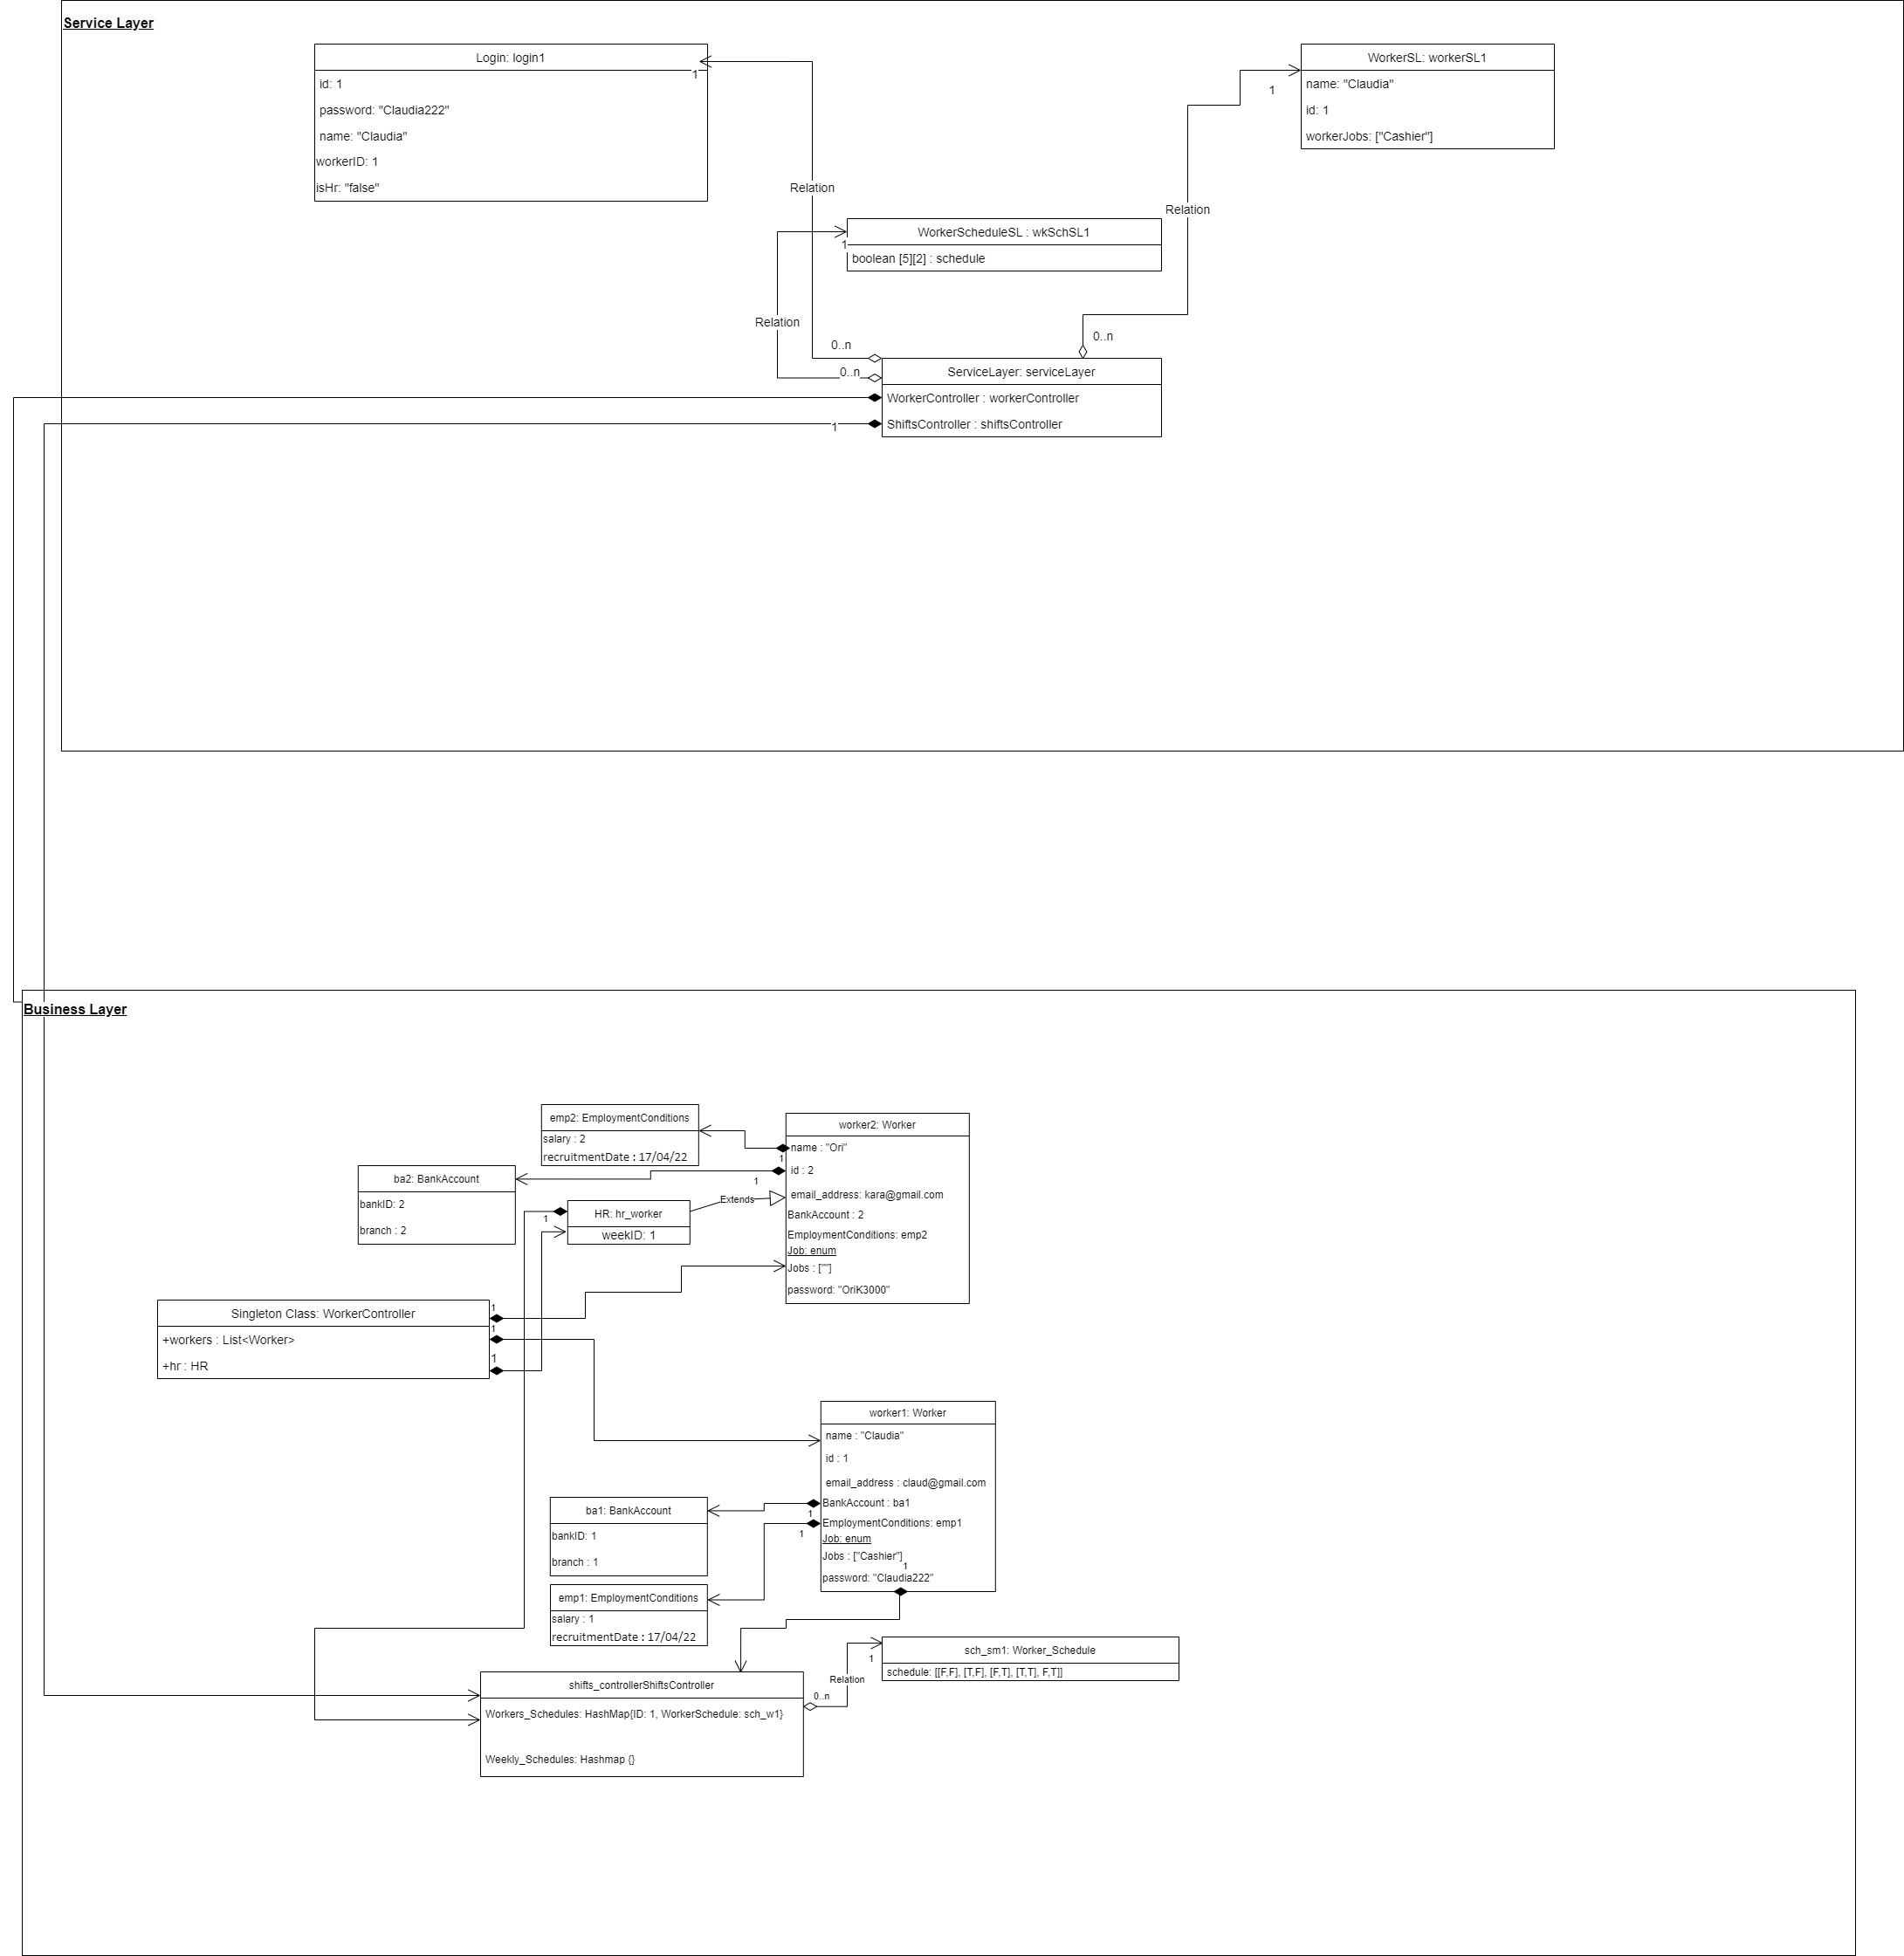 Service Layer
Login: login1
1
id: 1
password: "Claudia222"
name: "Claudia"
workerID: 1
isHr: "false"
WorkerSL: workerSL1
1
name: "Claudia"
id: 1
workerJobs: ["Cashier"]
Relation
Relation
WorkerScheduleSL : wkSchSL1
1
boolean [5][2] : schedule
Relation
0..n
0..n
0..n
ServiceLayer: serviceLayer
WorkerController : workerController
ShiftsController : shiftsController
1
Business Layer
emp2: EmploymentConditions
salary : 2
recruitmentDate : 17/04/22
worker2: Worker
name : "Ori"
1
id : 2
1
email_address: kara@gmail.com
BankAccount : 2
EmploymentConditions: emp2
Job: enum
Jobs : [""]
password: "OriK3000"
ba2: BankAccount
bankID: 2
branch : 2
Extends
HR: hr_worker
1
weekID: 1
Singleton Class: WorkerController
+workers : List<Worker>
+hr : HR
1
1
1
worker1: Worker
name : "Claudia"
id : 1
email_address : claud@gmail.com
BankAccount : ba1
1
EmploymentConditions: emp1
1
Job: enum
Jobs : ["Cashier"]
1
password: "Claudia222"
ba1: BankAccount
bankID: 1
branch : 1
emp1: EmploymentConditions
salary : 1
recruitmentDate : 17/04/22
sch_sm1: Worker_Schedule
1
schedule: [[F,F], [T,F], [F,T], [T,T], F,T]]
Relation
0..n
shifts_controllerShiftsController
Workers_Schedules: HashMap{ID: 1, WorkerSchedule: sch_w1}
Weekly_Schedules: Hashmap {}